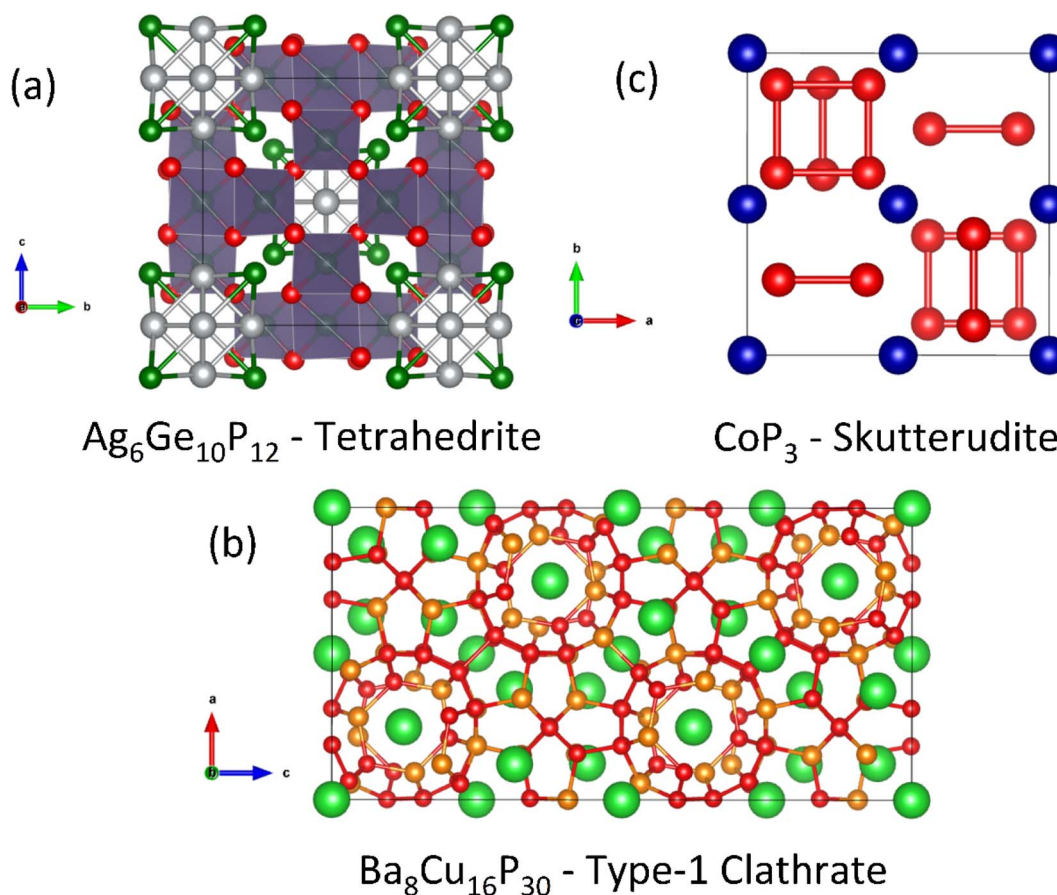 (a)
c
a
b
Ag₆Ge₁₀P₁₂ - Tetrahedrite
(c)
b
c
a
CoP₃ - Skutterudite
(b)
a
b
c
Ba₈Cu₁₆P₃₀ - Type-1 Clathrate